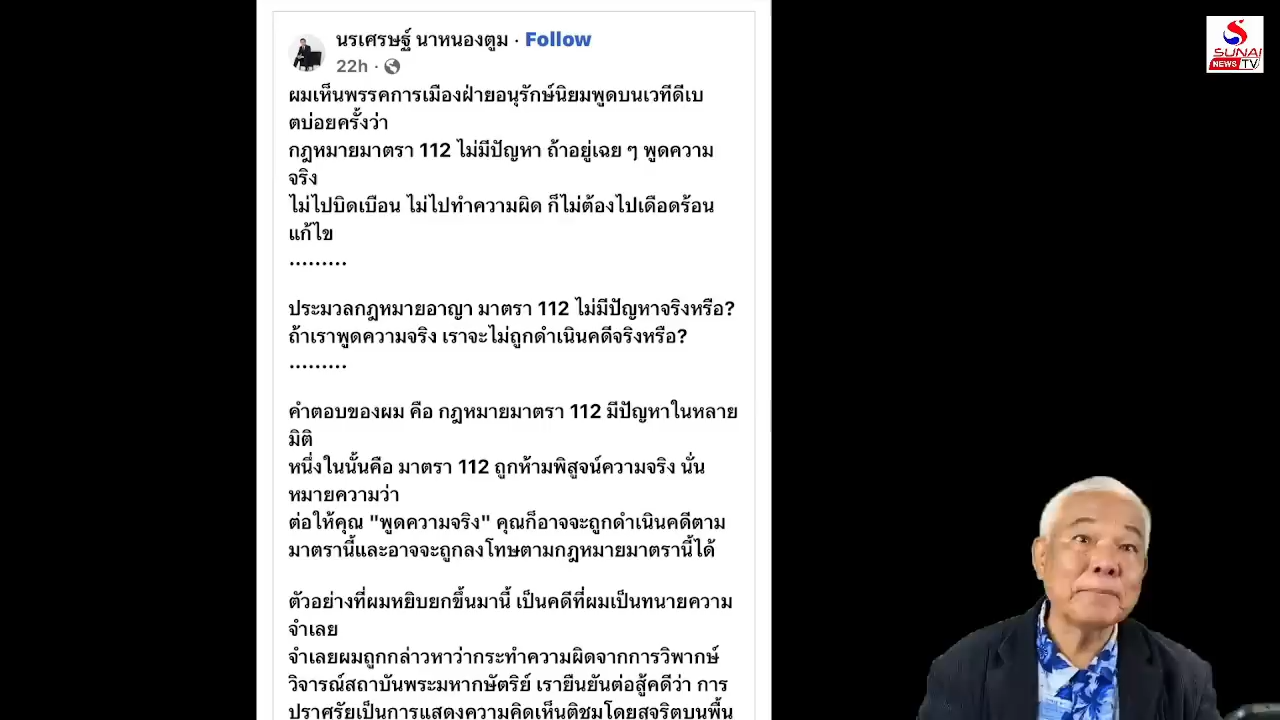 นรเศรษฐ์ นาหนองตูม · Follow
22h ·
ผมเห็นพรรคการเมืองฝ่ายอนุรักษ์นิยมพูดบนเวทีดีเบ
ตบ่อยครั้งว่า
กฎหมายมาตรา 112 ไม่มีปัญหา ถ้าอยู่เฉย ๆ พูดความ
จริง
ไม่ไปบิดเบือน ไม่ไปทำความผิด ก็ไม่ต้องไปเดือดร้อน
แก้ไข
.........
ประมวลกฎหมายอาญา มาตรา 112 ไม่มีปัญหาจริงหรือ?
ถ้าเราพูดความจริง เราจะไม่ถูกดำเนินคดีจริงหรือ?
.........
คำตอบของผม คือ กฎหมายมาตรา 112 มีปัญหาในหลาย
มิติ
หนึ่งในนั้นคือ มาตรา 112 ถูกห้ามพิสูจน์ความจริง นั่น
หมายความว่า
ต่อให้คุณ "พูดความจริง" คุณก็อาจจะถูกดำเนินคดีตาม
มาตรานี้และอาจจะถูกลงโทษตามกฎหมายมาตรานี้ได้
ตัวอย่างที่ผมหยิบยกขึ้นมานี้ เป็นคดีที่ผมเป็นทนายความ
จำเลย
จำเลยผมถูกกล่าวหาว่ากระทำความผิดจากการวิพากษ์
วิจารณ์สถาบันพระมหากษัตริย์ เรายืนยันต่อสู้คดีว่า การ
ปราศรัยเป็นการแสดงความคิดเห็นติชมโดยสุจริตบนพื้น
SUNAI
NEWS TV